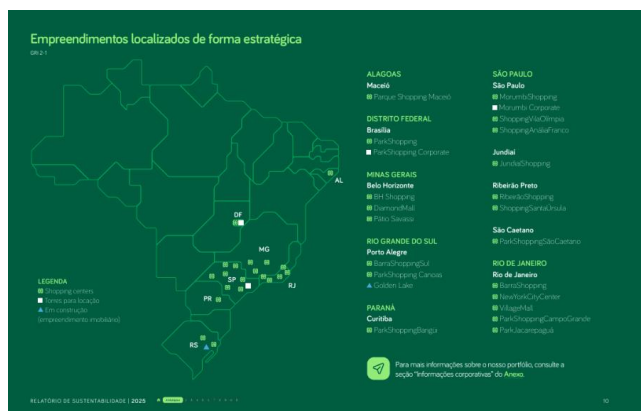 Empreendimentos localizados de forma estratégica
GRI 2-1
AL
DF
MG
SP
RJ
PR
RS
LEGENDA
Shopping centers
Torres para locação
Em construção
(empreendimento imobiliário)
ALAGOAS
Maceió
Parque Shopping Maceió
DISTRITO FEDERAL
Brasília
ParkShopping
ParkShopping Corporate
MINAS GERAIS
Belo Horizonte
BH Shopping
DiamondMall
Pátio Savassi
RIO GRANDE DO SUL
Porto Alegre
BarraShoppingSul
ParkShopping Canoas
Golden Lake
PARANÁ
Curitiba
ParkShoppingBarigui
SÃO PAULO
São Paulo
MorumbiShopping
Morumbi Corporate
ShoppingVilaOlímpia
ShoppingAnáliaFranco
Jundiaí
JundiaíShopping
Ribeirão Preto
RibeirãoShopping
ShoppingSantaÚrsula
São Caetano
ParkShoppingSãoCaetano
RIO DE JANEIRO
Rio de Janeiro
BarraShopping
NewYorkCityCenter
VillageMall
ParkShoppingCampoGrande
ParkJacarepaguá
Para mais informações sobre o nosso portfólio, consulte a
seção "Informações corporativas" do Anexo.
RELATÓRIO DE SUSTENTABILIDADE | 2025
10